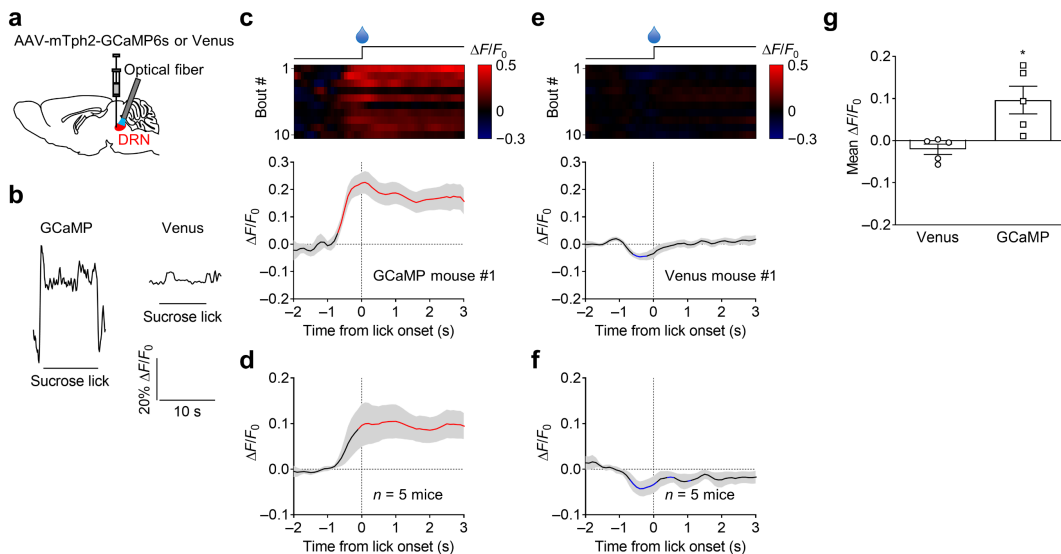 a
AAV-mTph2-GCaMP6s or Venus
Optical fiber
DRN
b
GCaMP
Venus
Sucrose lick
Sucrose lick
20% ΔF/F0
10 s
c
ΔF/F0
Bout #
1
10
0.5
0
−0.3
ΔF/F0
0.3
0.2
0.1
0.0
−0.1
−0.2
GCaMP mouse #1
−2 −1 0 1 2 3
Time from lick onset (s)
d
ΔF/F0
0.2
0.1
0.0
−0.1
n = 5 mice
−2 −1 0 1 2 3
Time from lick onset (s)
e
ΔF/F0
Bout #
1
10
0.5
0
−0.3
ΔF/F0
0.3
0.2
0.1
0.0
−0.1
−0.2
Venus mouse #1
−2 −1 0 1 2 3
Time from lick onset (s)
f
ΔF/F0
0.2
0.1
0.0
−0.1
n = 5 mice
−2 −1 0 1 2 3
Time from lick onset (s)
g
Mean ΔF/F0
0.2
0.1
0.0
−0.1
−0.2
*
Venus GCaMP